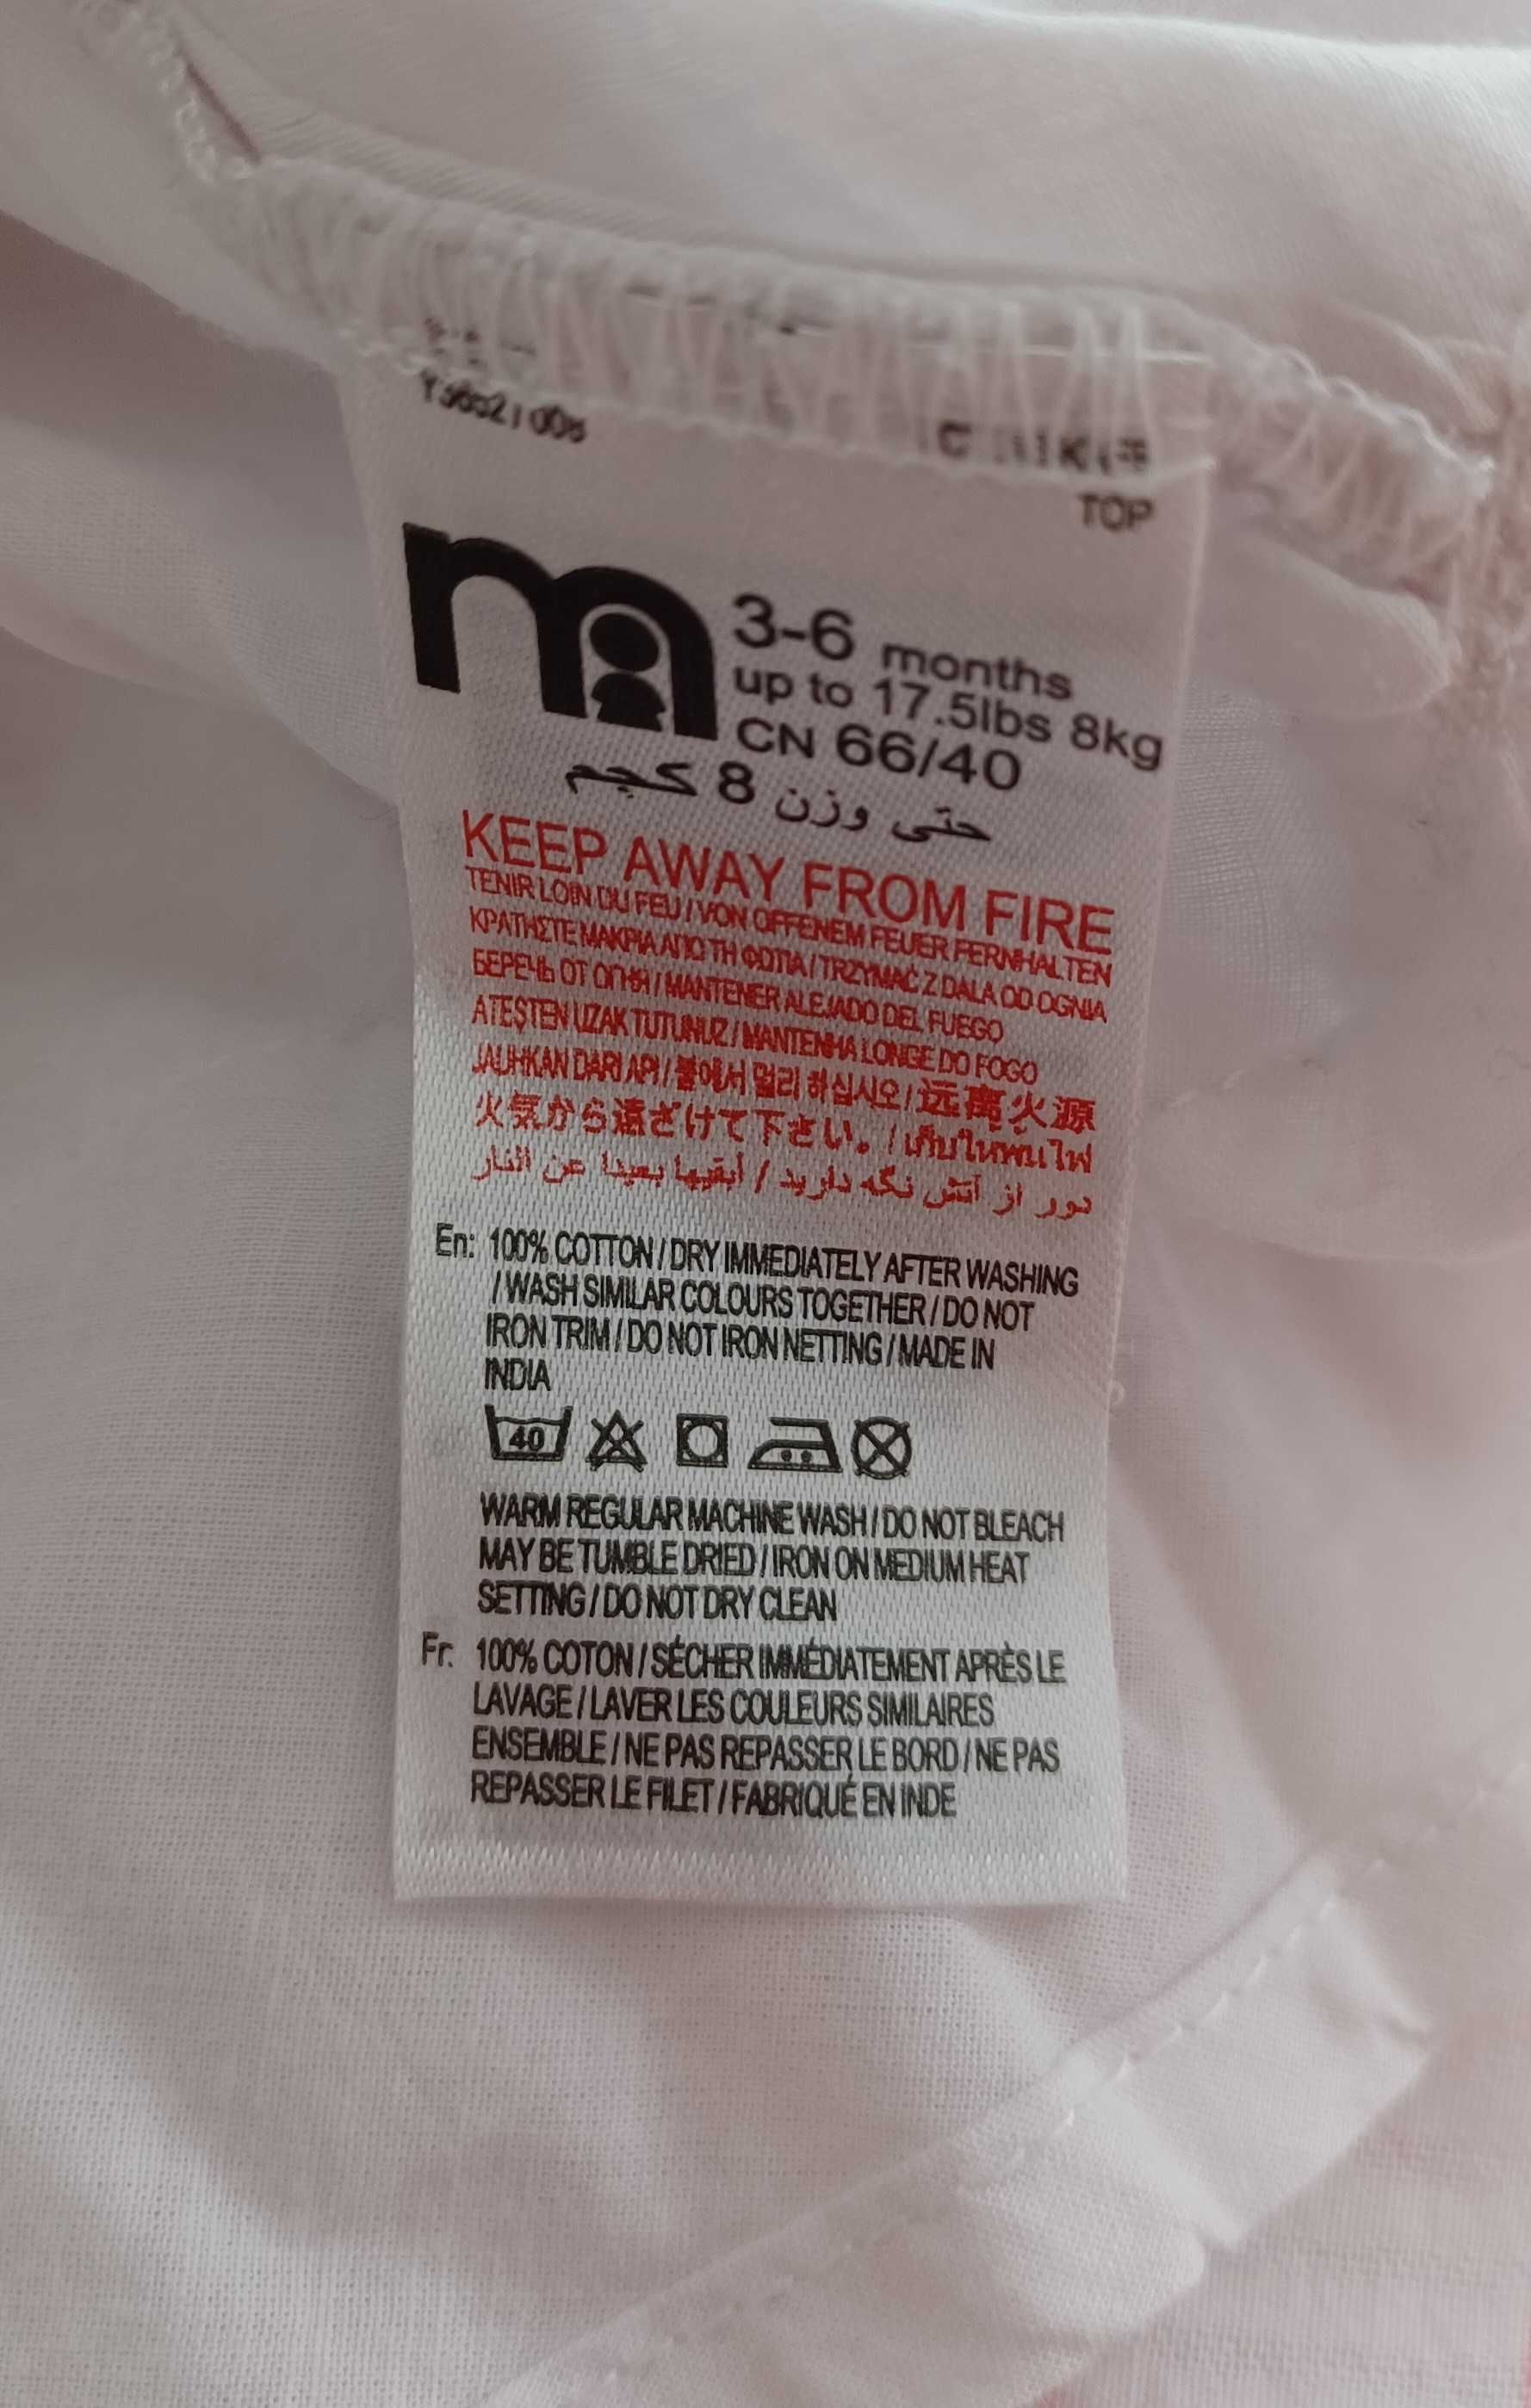 TOP
3-6 months
up to 17.5lbs 8kg
CN 66/40
حتى وزن 8 كجم
KEEP AWAY FROM FIRE
TENIR LOIN DU FEU / VON OFFENEM FEUER FERNHALTEN
ΚΡΑΤΗΣΤΕ ΜΑΚΡΙΑ ΑΠΟ ΤΗ ΦΩΤΙΑ / TRZYMAĆ Z DALA OD OGNIA
БЕРЕЧЬ ОТ ОГНЯ / MANTENER ALEJADO DEL FUEGO
ATEŞTEN UZAK TUTUNUZ / MANTENHA LONGE DO FOGO
JAUHKAN DARI API / 불에서 멀리 하십시오 / 远离火源
火気から遠ざけて下さい。 / เก็บให้พ้นไฟ
دور از آتش نگه دارید / أبقيها بعيدا عن النار
En: 100% COTTON / DRY IMMEDIATELY AFTER WASHING
/ WASH SIMILAR COLOURS TOGETHER / DO NOT
IRON TRIM / DO NOT IRON NETTING / MADE IN
INDIA
40
WARM REGULAR MACHINE WASH / DO NOT BLEACH
MAY BE TUMBLE DRIED / IRON ON MEDIUM HEAT
SETTING / DO NOT DRY CLEAN
Fr. 100% COTON / SÉCHER IMMÉDIATEMENT APRÈS LE
LAVAGE / LAVER LES COULEURS SIMILAIRES
ENSEMBLE / NE PAS REPASSER LE BORD / NE PAS
REPASSER LE FILET / FABRIQUÉ EN INDE